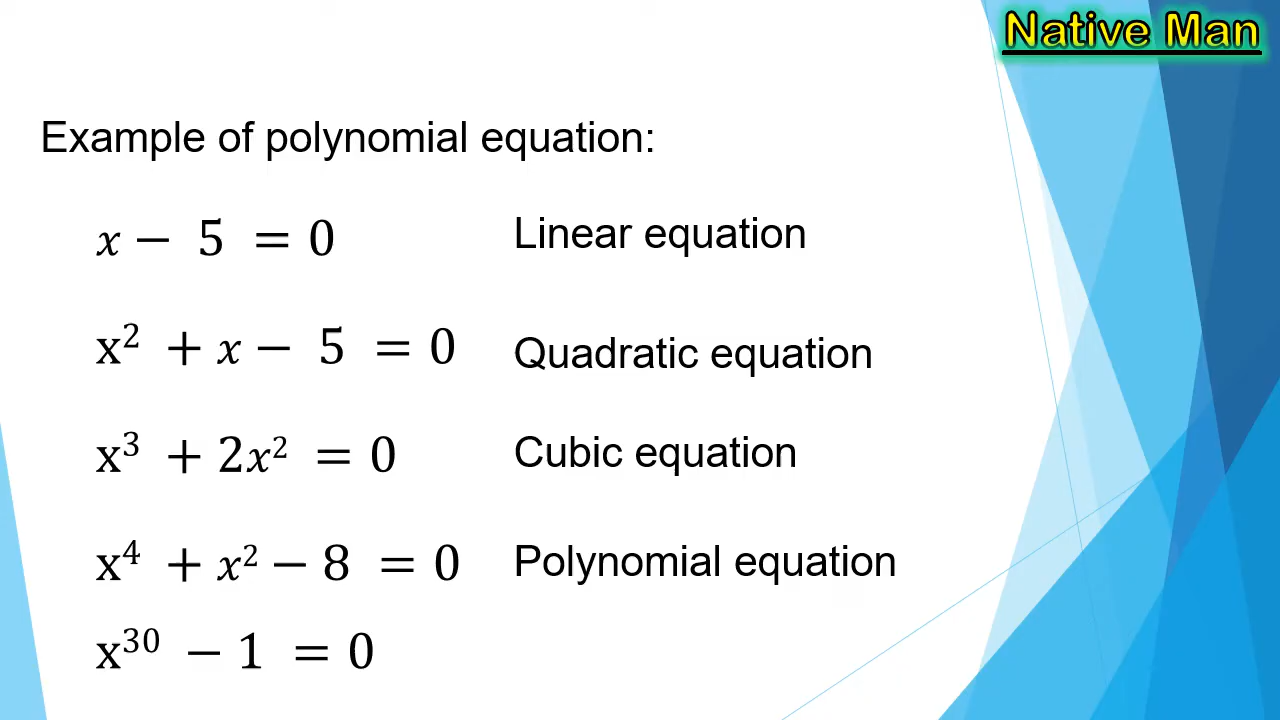 Native Man
Example of polynomial equation:
x − 5 = 0 Linear equation
x² + x − 5 = 0 Quadratic equation
x³ + 2x² = 0 Cubic equation
x⁴ + x² − 8 = 0 Polynomial equation
x³⁰ − 1 = 0